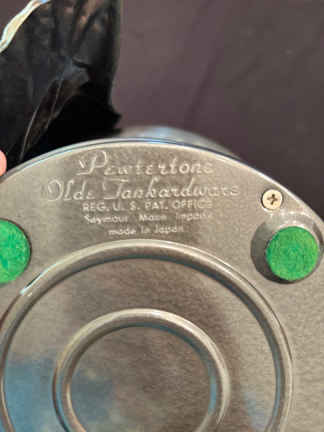 Pewtertone
Olde Tankardware
REG. U. S. PAT. OFFICE
Seymour Mann Imports
made in Japan